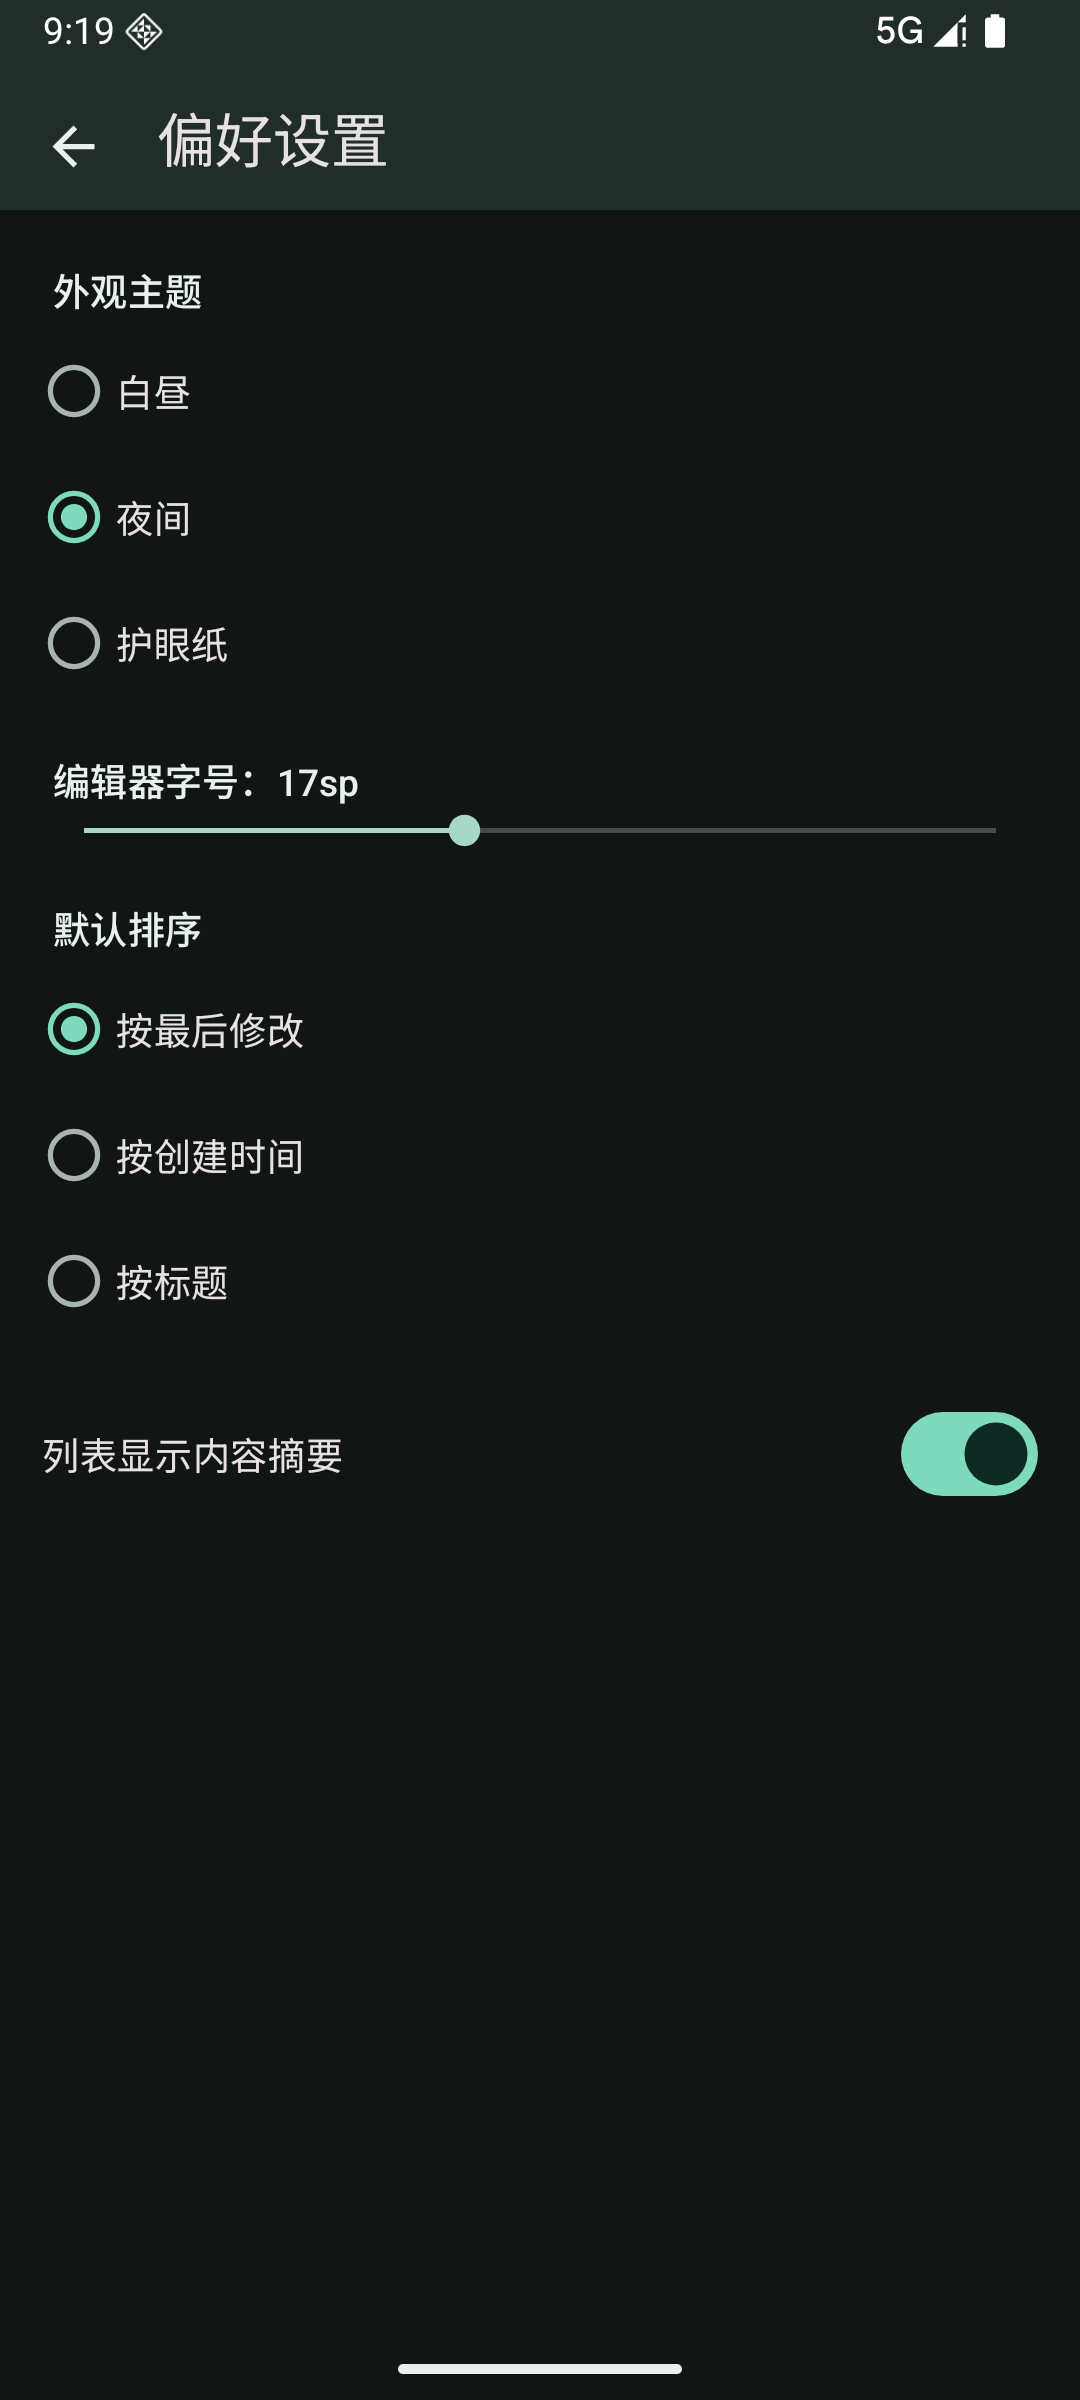 9:19
5G
偏好设置
外观主题
白昼
夜间
护眼纸
编辑器字号：17sp
默认排序
按最后修改
按创建时间
按标题
列表显示内容摘要